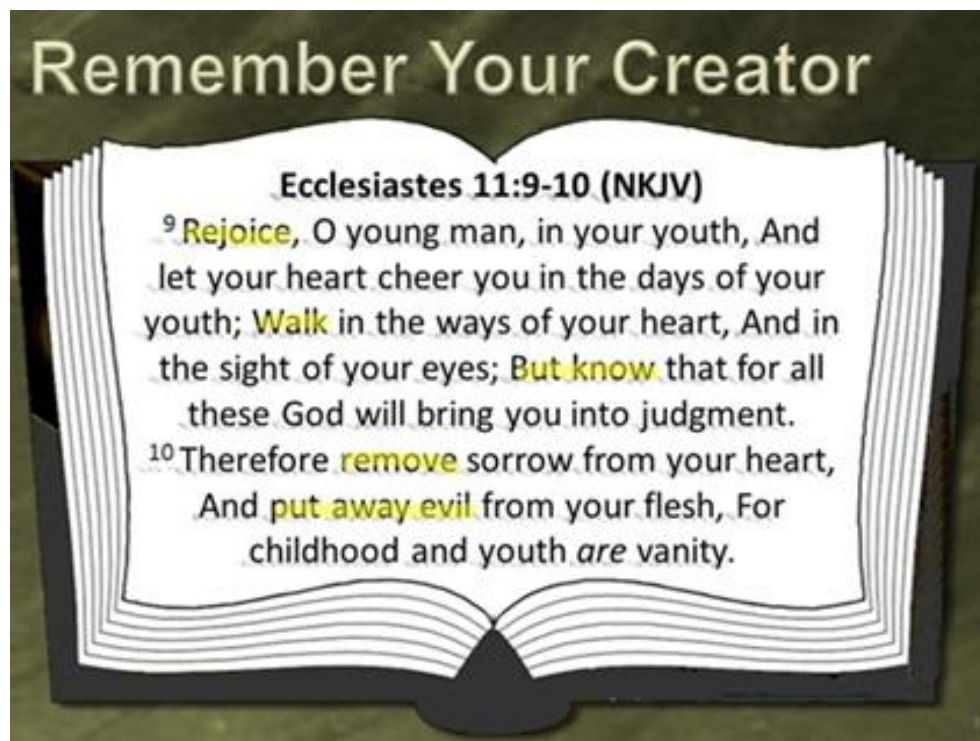 Remember Your Creator
Ecclesiastes 11:9-10 (NKJV)
9 Rejoice, O young man, in your youth, And
let your heart cheer you in the days of your
youth; Walk in the ways of your heart, And in
the sight of your eyes; But know that for all
these God will bring you into judgment.
10 Therefore remove sorrow from your heart,
And put away evil from your flesh, For
childhood and youth are vanity.